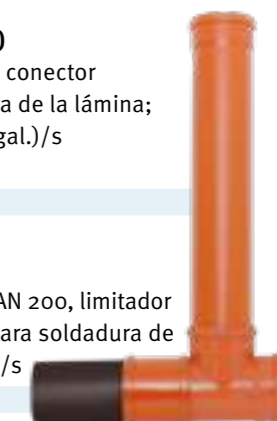 )
conector
a de la lámina;
gal.)/s
AN 200, limitador
ara soldadura de
/s